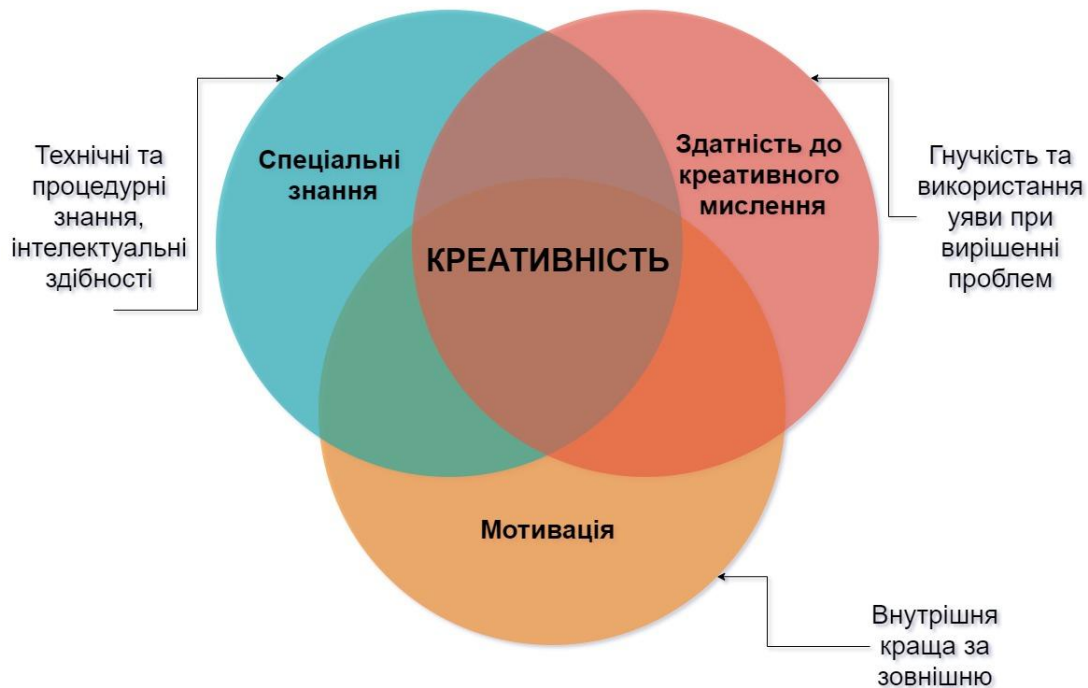 Технічні та
процедурні
знання,
інтелектуальні
здібності
Спеціальні
знання
Здатність до
креативного
мислення
Гнучкість та
використання
уяви при
вирішенні
проблем
КРЕАТИВНІСТЬ
Мотивація
Внутрішня
краща за
зовнішню